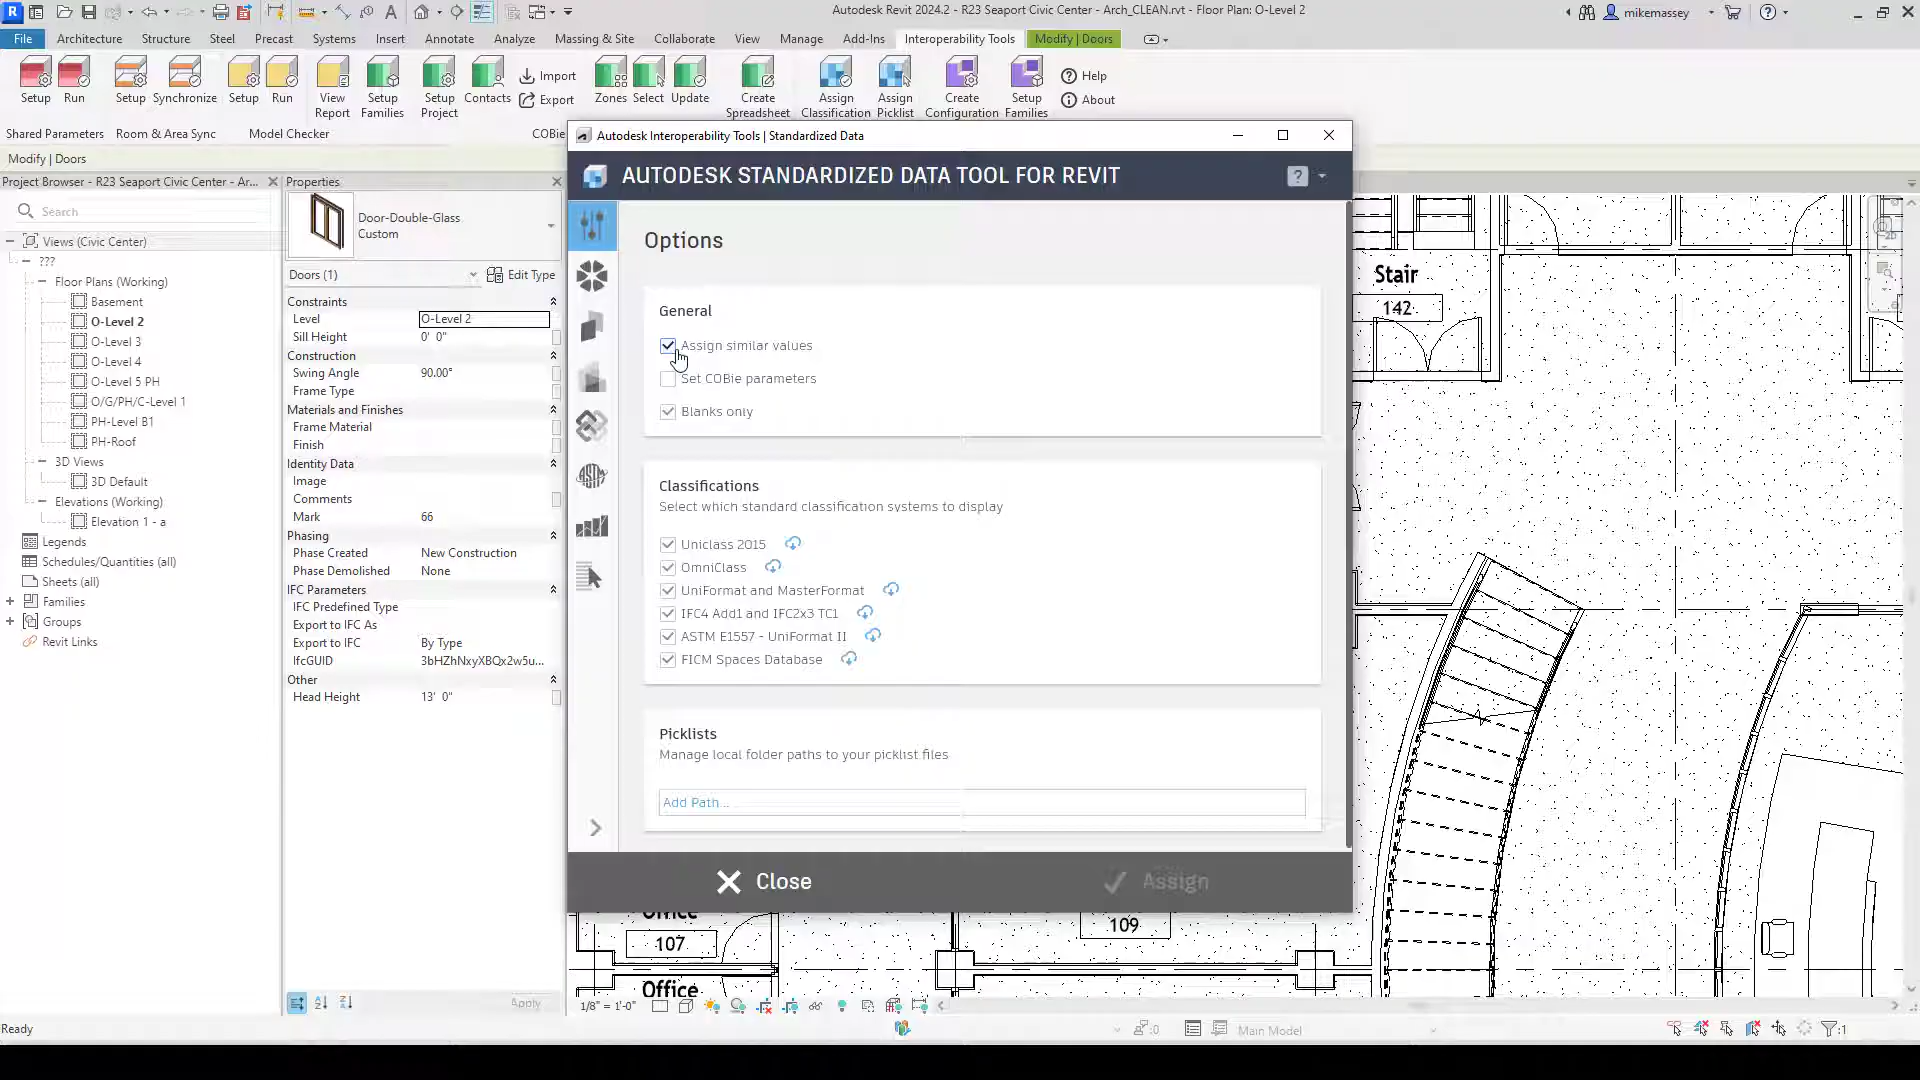 Autodesk Revit 2024.2 - R23 Seaport Civic Center - Arch_CLEAN.rvt - Floor Plan: O-Level 2
mikemassey
File
Architecture
Structure
Steel
Precast
Systems
Insert
Annotate
Analyze
Massing & Site
Collaborate
View
Manage
Add-Ins
Interoperability Tools
Modify | Doors
Setup
Run
Setup
Synchronize
Setup
Run
View
Report
Setup
Families
Setup
Project
Contacts
Import
Export
Zones
Select
Update
Create
Spreadsheet
Assign
Classification
Assign
Picklist
Create
Configuration
Setup
Families
Help
About
Shared Parameters
Room & Area Sync
Model Checker
COBie
Modify | Doors
Project Browser - R23 Seaport Civic Center - Ar...
Search
Views (Civic Center)
???
Floor Plans (Working)
Basement
O-Level 2
O-Level 3
O-Level 4
O-Level 5 PH
O/G/PH/C-Level 1
PH-Level B1
PH-Roof
3D Views
3D Default
Elevations (Working)
Elevation 1 - a
Legends
Schedules/Quantities (all)
Sheets (all)
Families
Groups
Revit Links
Properties
Door-Double-Glass
Custom
Doors (1)
Edit Type
Constraints
Level O-Level 2
Sill Height 0' 0"
Construction
Swing Angle 90.00°
Frame Type
Materials and Finishes
Frame Material
Finish
Identity Data
Image
Comments
Mark 66
Phasing
Phase Created New Construction
Phase Demolished None
IFC Parameters
IFC Predefined Type
Export to IFC As
Export to IFC By Type
IfcGUID 3bHZhNxyXBQx2w5u...
Other
Head Height 13' 0"
Apply
Autodesk Interoperability Tools | Standardized Data
AUTODESK STANDARDIZED DATA TOOL FOR REVIT
?
ASTM
Options
General
Assign similar values
Set COBie parameters
Blanks only
Classifications
Select which standard classification systems to display
Uniclass 2015
OmniClass
UniFormat and MasterFormat
IFC4 Add1 and IFC2x3 TC1
ASTM E1557 - UniFormat II
FICM Spaces Database
Picklists
Manage local folder paths to your picklist files
Add Path...
Close
Assign
Stair
142
Office
107
109
Office
1/8" = 1'-0"
Ready
:0
Main Model
:1